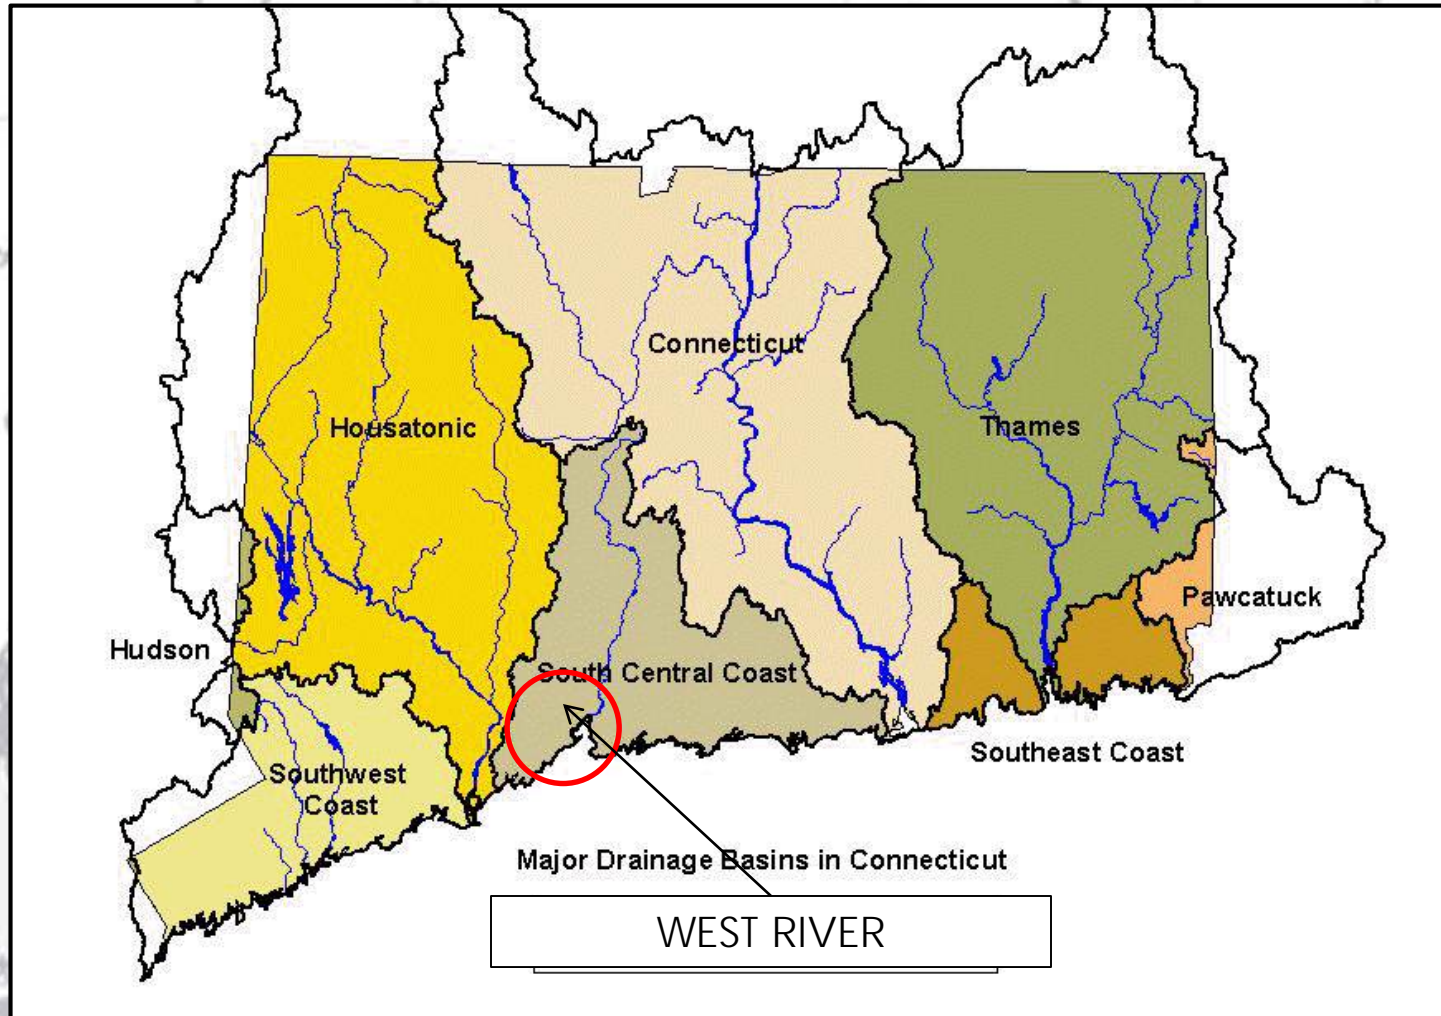 Connecticut
Housatonic
Thames
Pawcatuck
Hudson
South Central Coast
Southeast Coast
Southwest
Coast
Major Drainage Basins in Connecticut
WEST RIVER